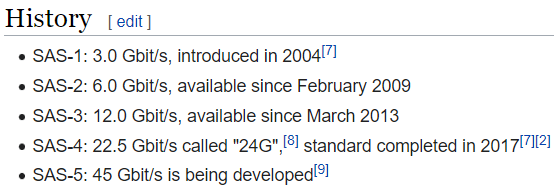 History [ edit ]
SAS-1: 3.0 Gbit/s, introduced in 2004[7]
SAS-2: 6.0 Gbit/s, available since February 2009
SAS-3: 12.0 Gbit/s, available since March 2013
SAS-4: 22.5 Gbit/s called "24G",[8] standard completed in 2017[7][2]
SAS-5: 45 Gbit/s is being developed[9]